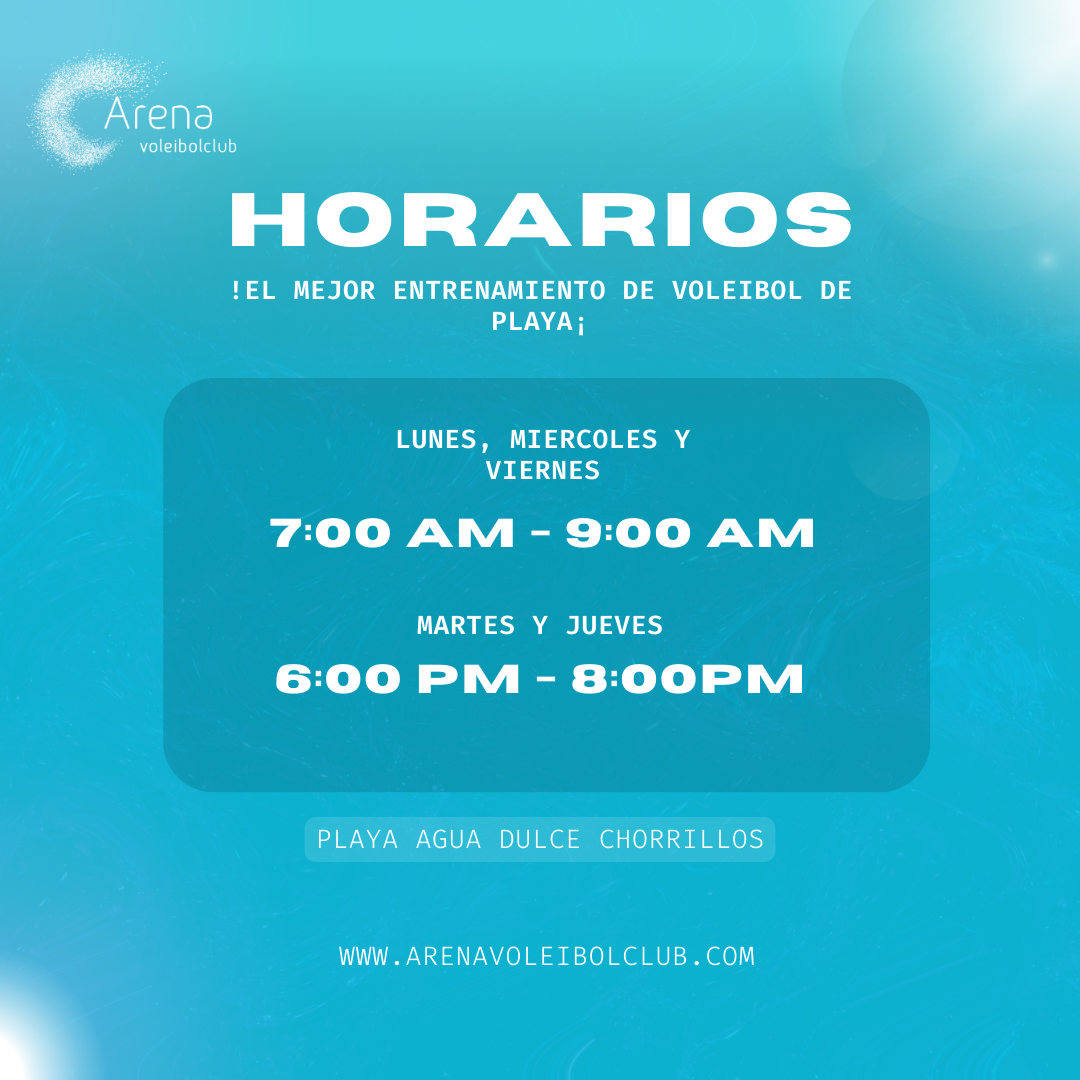 Arena
voleibolclub
HORARIOS
!EL MEJOR ENTRENAMIENTO DE VOLEIBOL DE
PLAYA¡
LUNES, MIERCOLES Y
VIERNES
7:00 AM - 9:00 AM
MARTES Y JUEVES
6:00 PM - 8:00PM
PLAYA AGUA DULCE CHORRILLOS
WWW.ARENAVOLEIBOLCLUB.COM